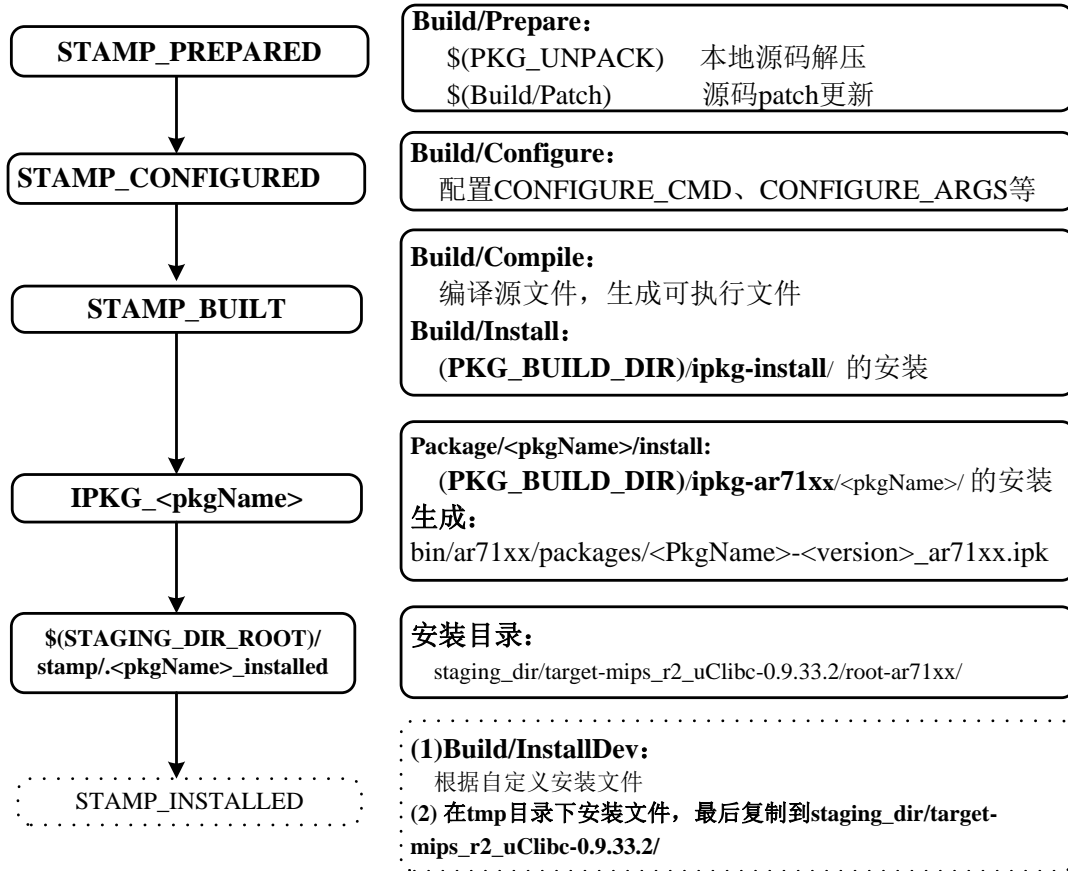 STAMP_PREPARED
Build/Prepare：
$(PKG_UNPACK) 本地源码解压
$(Build/Patch) 源码patch更新
STAMP_CONFIGURED
Build/Configure：
配置CONFIGURE_CMD、CONFIGURE_ARGS等
STAMP_BUILT
Build/Compile：
编译源文件，生成可执行文件
Build/Install：
(PKG_BUILD_DIR)/ipkg-install/ 的安装
IPKG_<pkgName>
Package/<pkgName>/install:
(PKG_BUILD_DIR)/ipkg-ar71xx/<pkgName>/ 的安装
生成：
bin/ar71xx/packages/<PkgName>-<version>_ar71xx.ipk
$(STAGING_DIR_ROOT)/
stamp/.<pkgName>_installed
安装目录：
staging_dir/target-mips_r2_uClibc-0.9.33.2/root-ar71xx/
STAMP_INSTALLED
(1)Build/InstallDev：
根据自定义安装文件
(2) 在tmp目录下安装文件，最后复制到staging_dir/target-
mips_r2_uClibc-0.9.33.2/